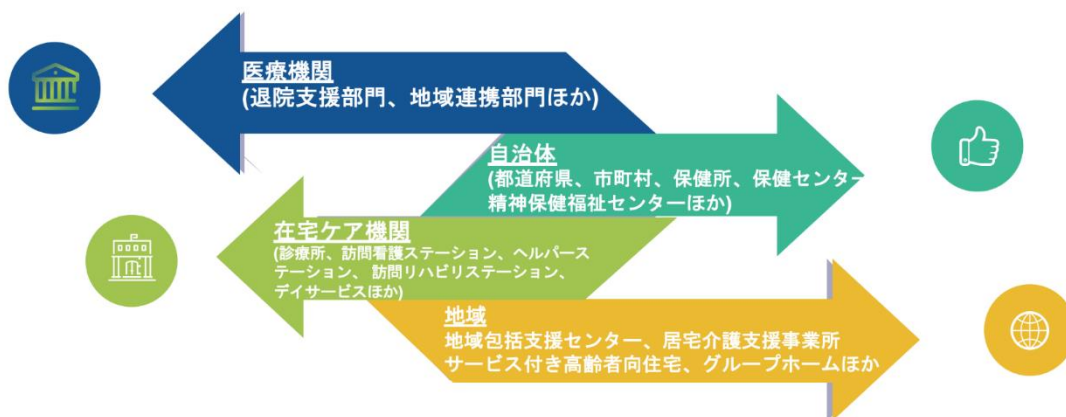 医療機関
(退院支援部門、地域連携部門ほか)
自治体
(都道府県、市町村、保健所、保健センター
精神保健福祉センターほか)
在宅ケア機関
(診療所、訪問看護ステーション、ヘルパース
テーション、 訪問リハビリステーション、
デイサービスほか)
地域
地域包括支援センター、居宅介護支援事業所
サービス付き高齢者向住宅、グループホームほか